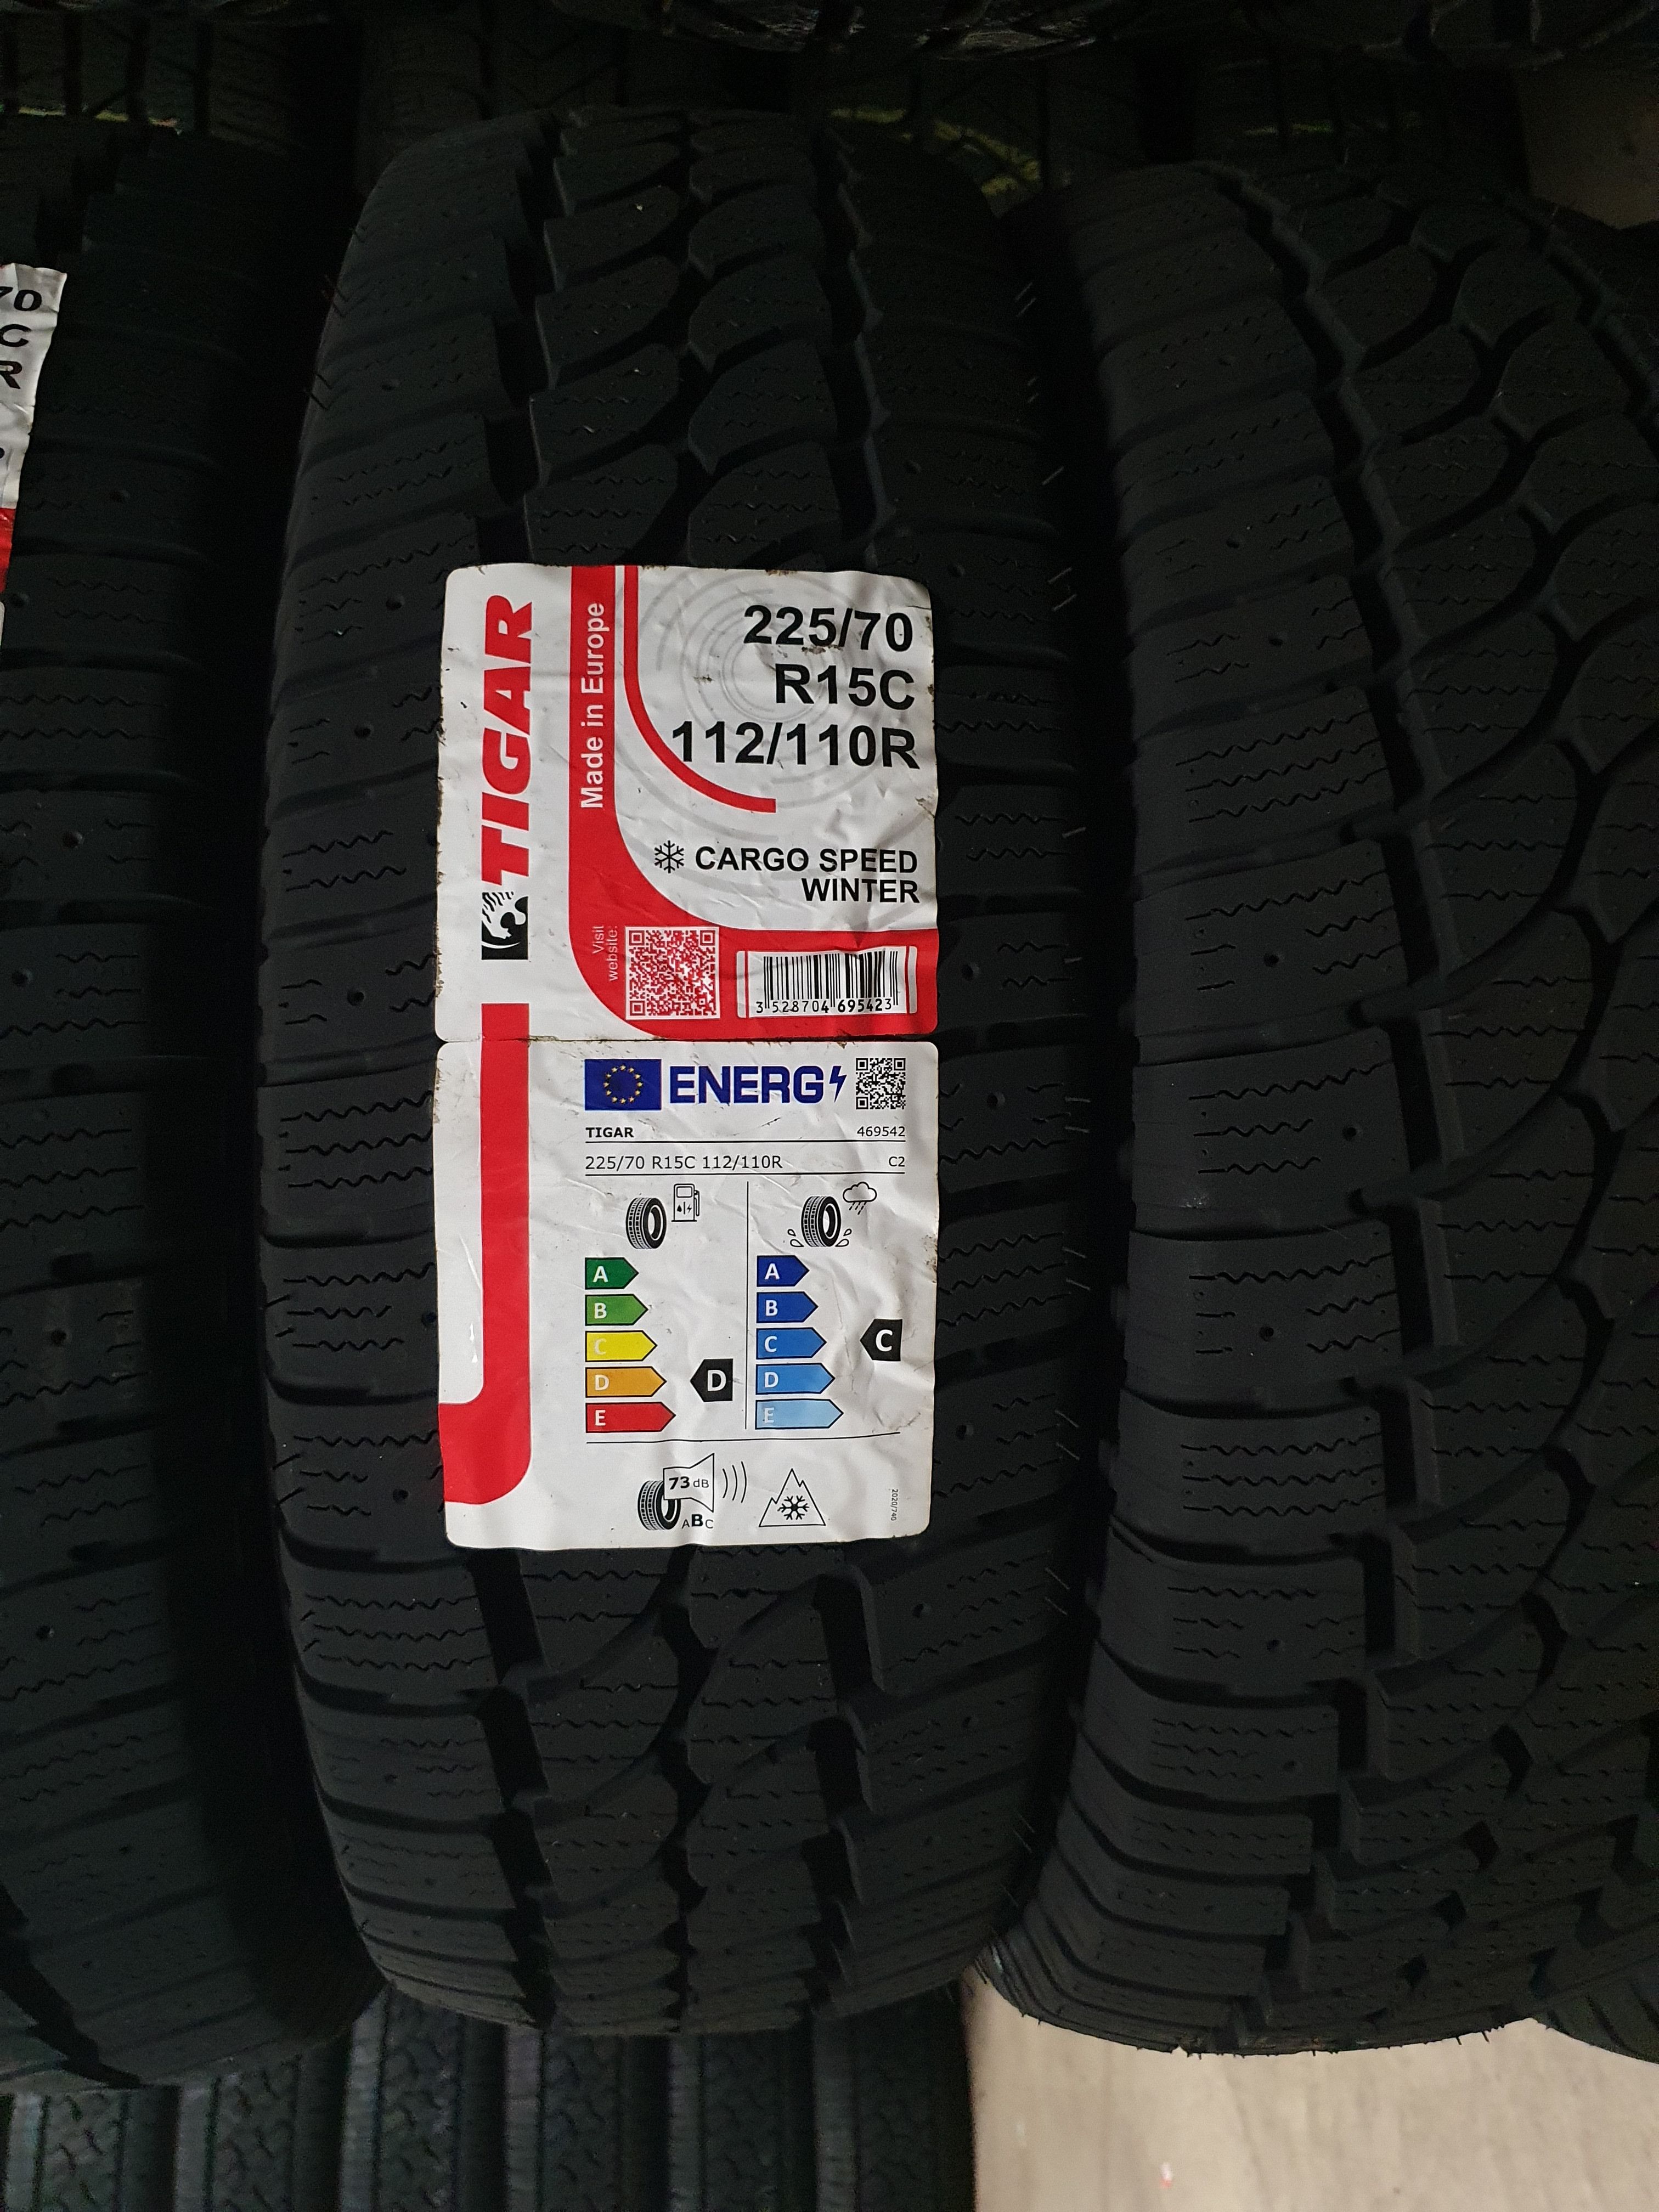 70
C
R
TIGAR
Made in Europe
225/70
R15C
112/110R
CARGO SPEED
WINTER
Visit
website:
3 528704 695423
ENERG
TIGAR 469542
225/70 R15C 112/110R C2
A
B
C
D
E
D
A
B
C
D
E
C
73 dB
ABC
2020/740